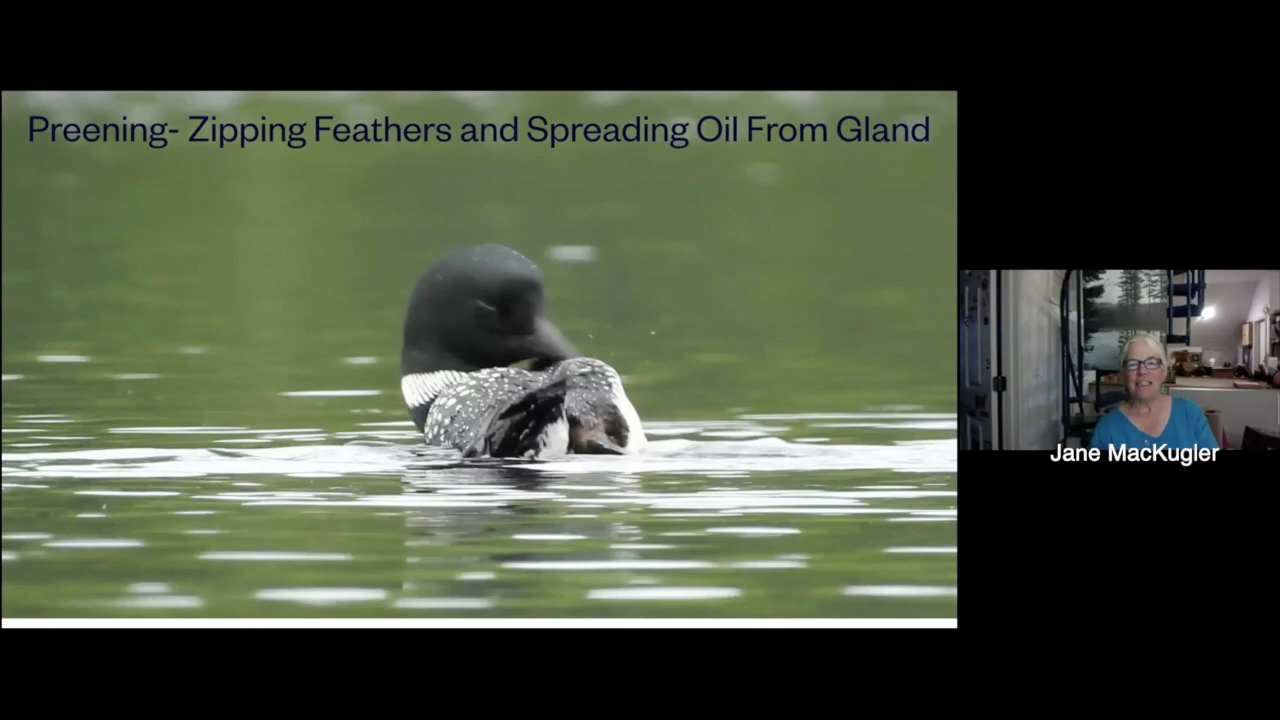 Preening- Zipping Feathers and Spreading Oil From Gland
Jane MacKugler